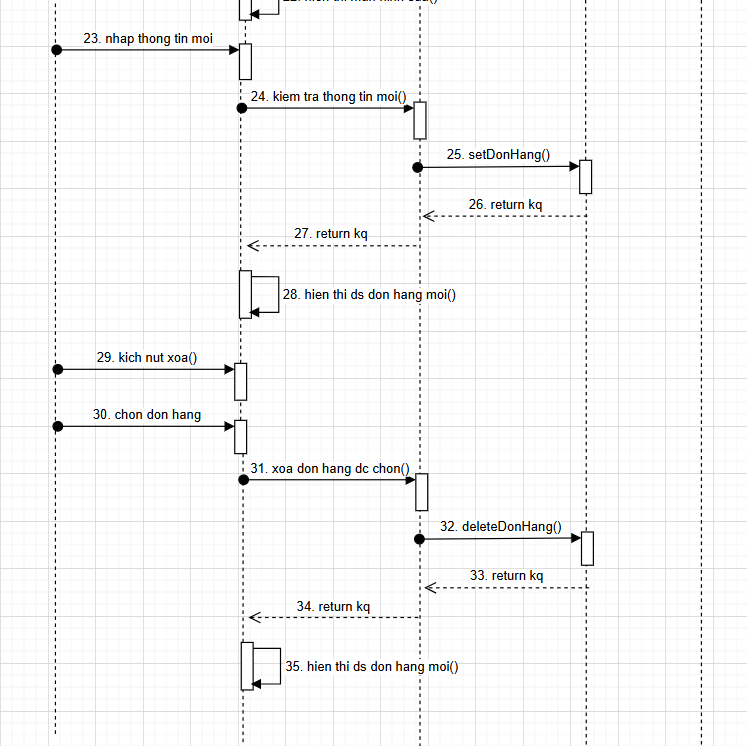 23. nhap thong tin moi
24. kiem tra thong tin moi()
25. setDonHang()
26. return kq
27. return kq
28. hien thi ds don hang moi()
29. kich nut xoa()
30. chon don hang
31. xoa don hang dc chon()
32. deleteDonHang()
33. return kq
34. return kq
35. hien thi ds don hang moi()